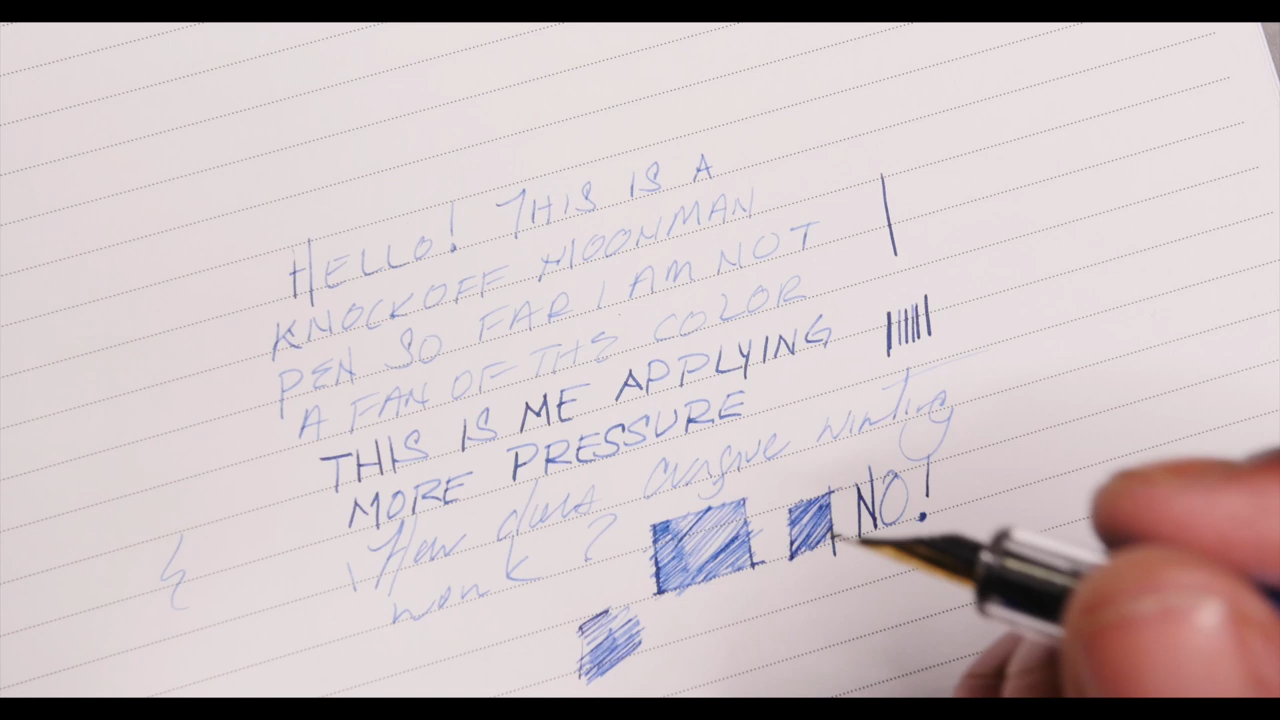 HELLO! THIS IS A
KNOCKOFF MOONMAN
PEN SO FAR I AM NOT
A FAN OF THE COLOR
THIS IS ME APPLYING
MORE PRESSURE
How does cursive writing
work?
NO!